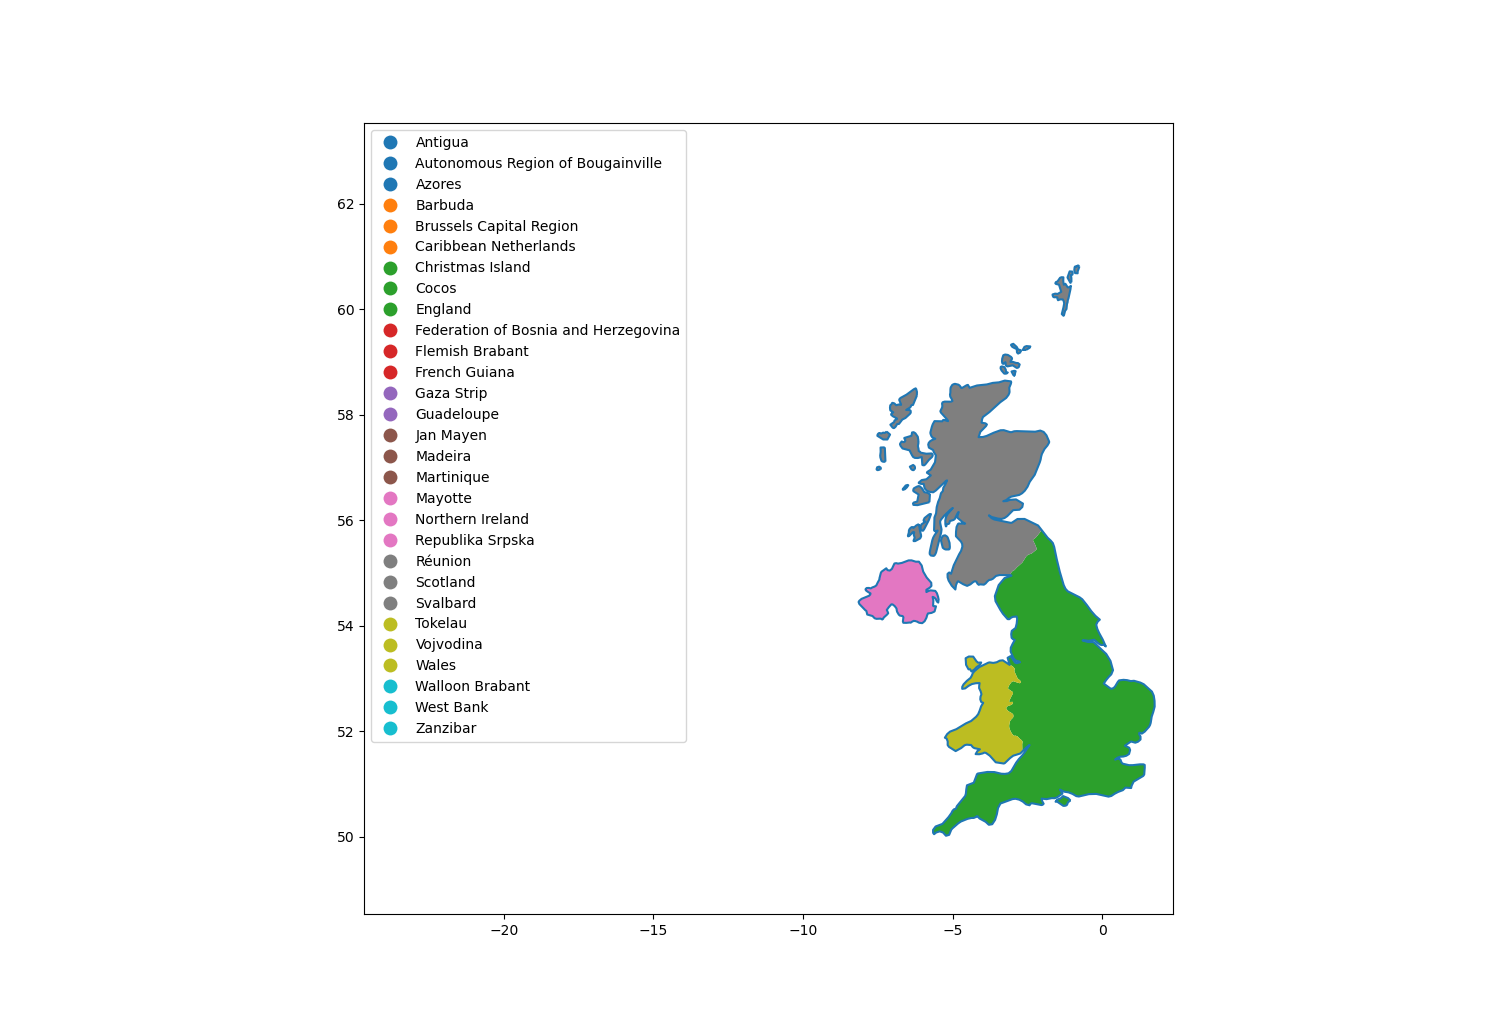 Antigua
Autonomous Region of Bougainville
Azores
Barbuda
Brussels Capital Region
Caribbean Netherlands
Christmas Island
Cocos
England
Federation of Bosnia and Herzegovina
Flemish Brabant
French Guiana
Gaza Strip
Guadeloupe
Jan Mayen
Madeira
Martinique
Mayotte
Northern Ireland
Republika Srpska
Réunion
Scotland
Svalbard
Tokelau
Vojvodina
Wales
Walloon Brabant
West Bank
Zanzibar
62
60
58
56
54
52
50
−20 −15 −10 −5 0